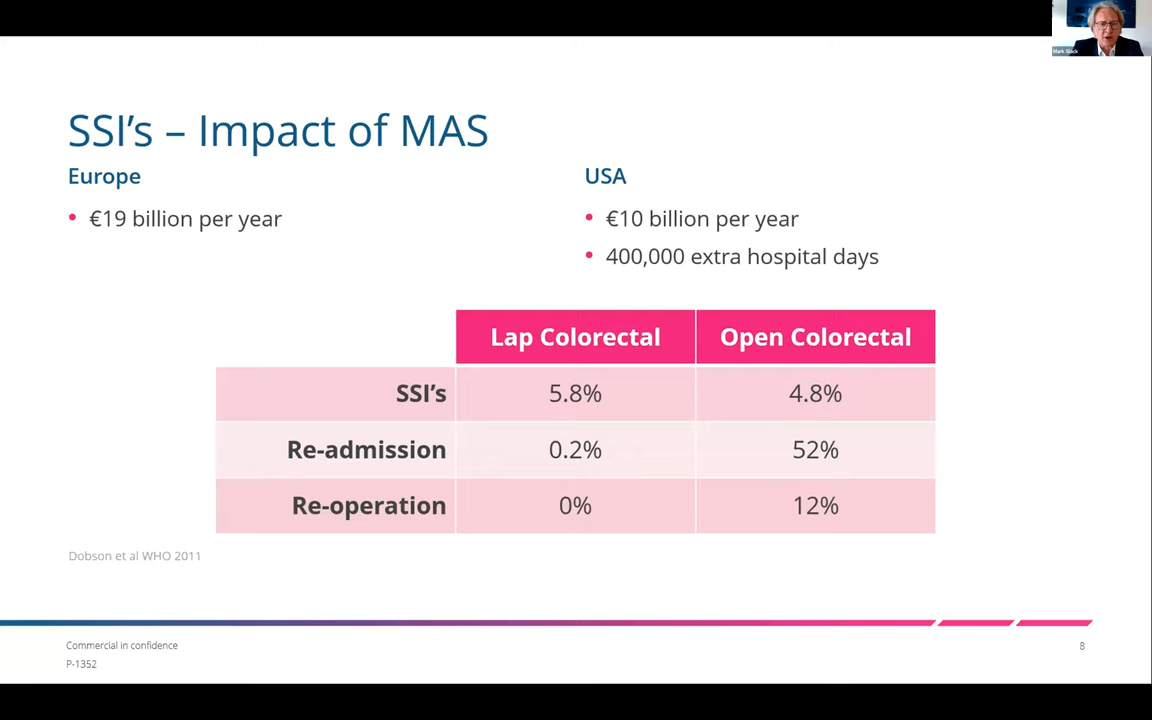 Mark Slack
SSI’s – Impact of MAS
Europe
• €19 billion per year
USA
• €10 billion per year
• 400,000 extra hospital days
Lap Colorectal Open Colorectal
SSI’s 5.8% 4.8%
Re-admission 0.2% 52%
Re-operation 0% 12%
Dobson et al WHO 2011
Commercial in confidence
P-1352
8